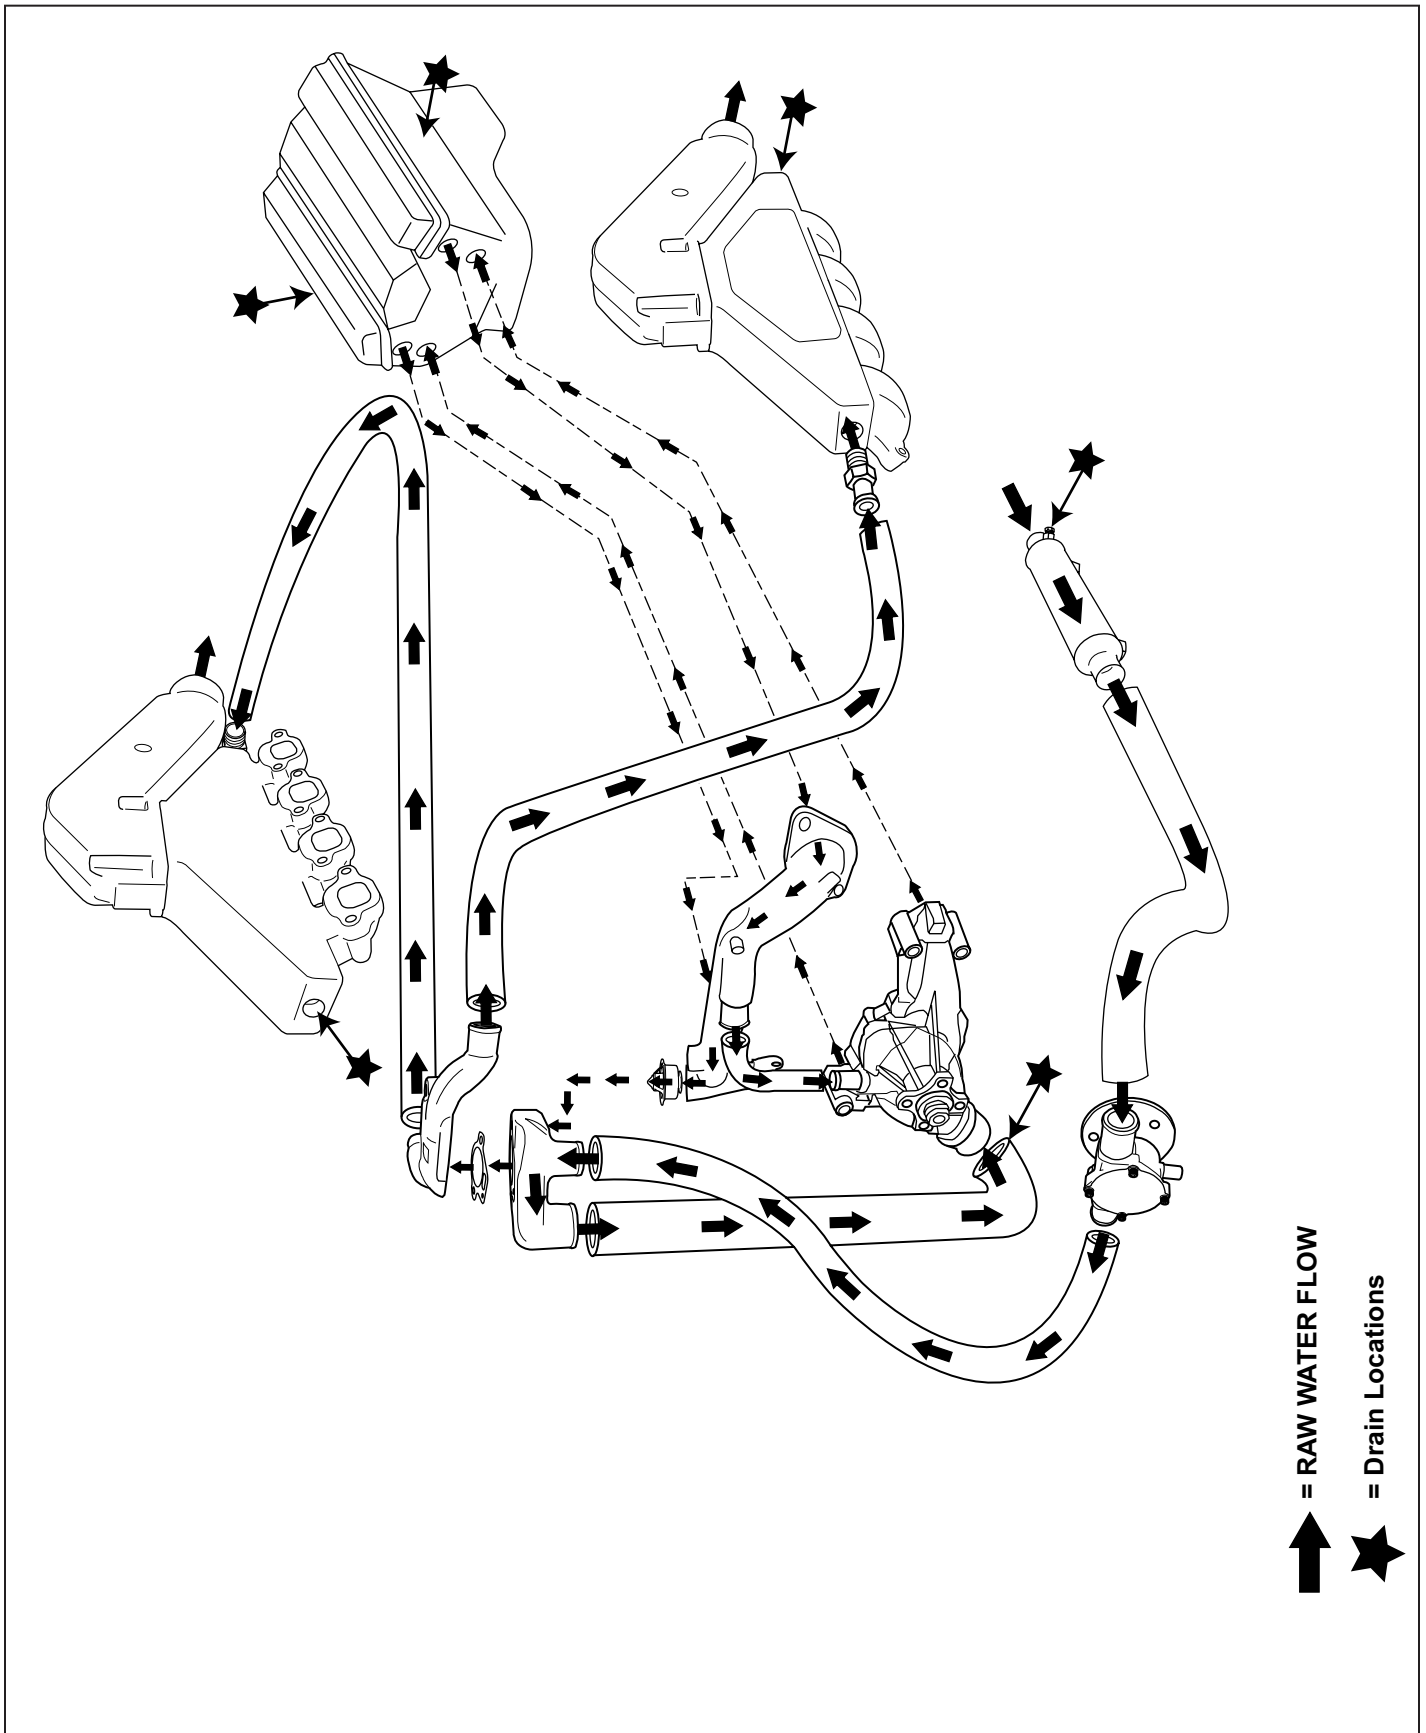 = RAW WATER FLOW
= Drain Locations